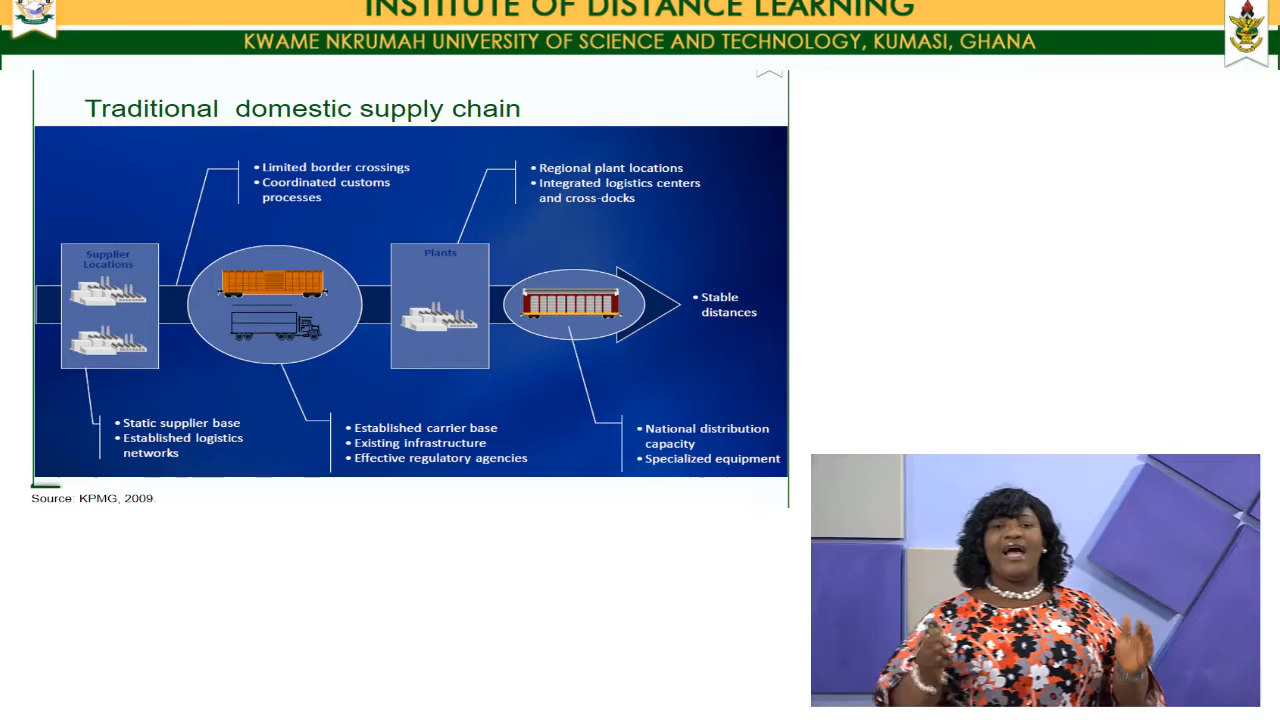 INSTITUTE OF DISTANCE LEARNING
KWAME NKRUMAH UNIVERSITY OF SCIENCE AND TECHNOLOGY, KUMASI, GHANA
Traditional domestic supply chain
• Limited border crossings
• Coordinated customs
processes
• Regional plant locations
• Integrated logistics centers
and cross-docks
Supplier
Locations
Plants
• Stable
distances
• Static supplier base
• Established logistics
networks
• Established carrier base
• Existing infrastructure
• Effective regulatory agencies
• National distribution
capacity
• Specialized equipment
Source: KPMG, 2009.